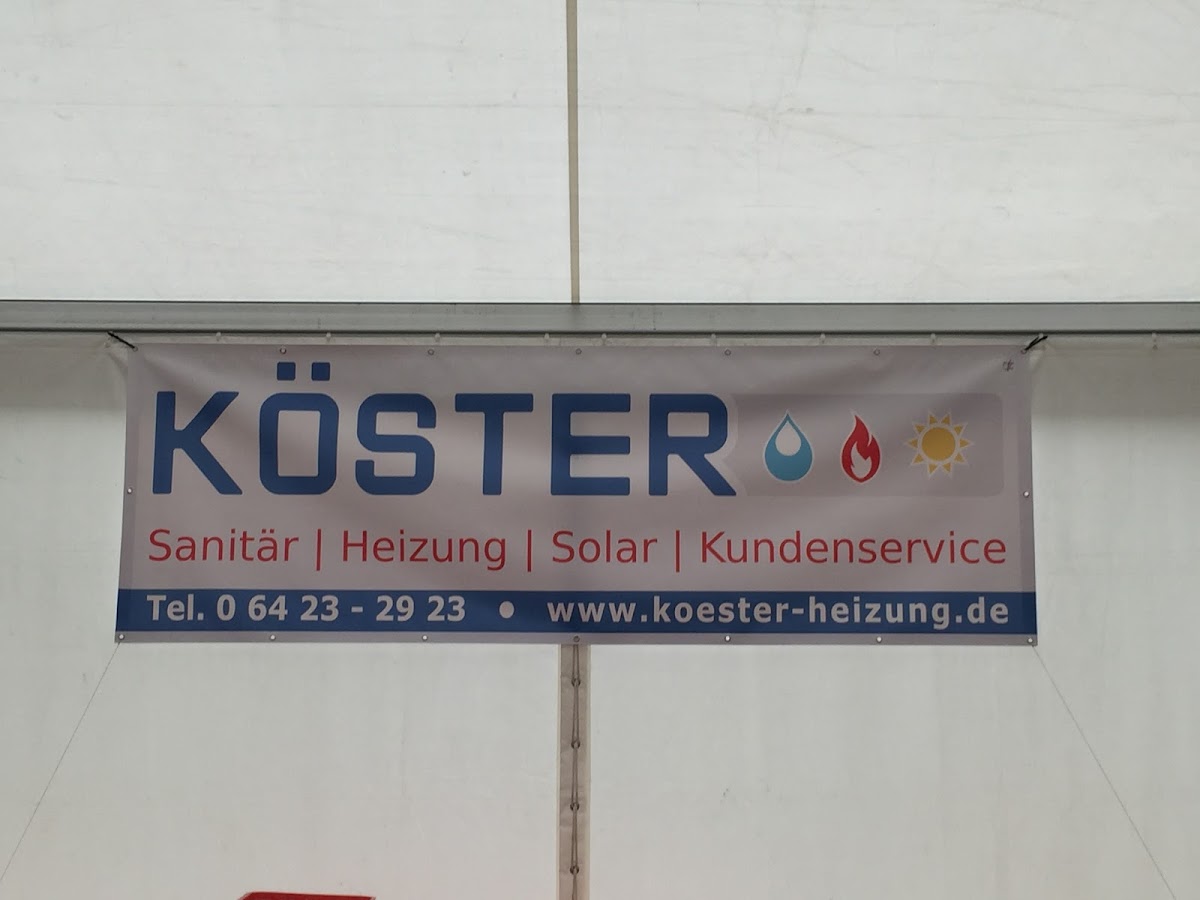 KÖSTER
Sanitär | Heizung | Solar | Kundenservice
Tel. 0 64 23 - 29 23 • www.koester-heizung.de